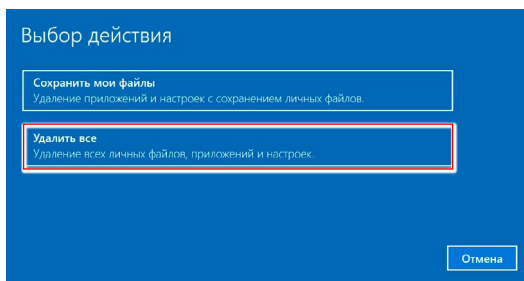 Выбор действия
Сохранить мои файлы
Удаление приложений и настроек с сохранением личных файлов.
Удалить все
Удаление всех личных файлов, приложений и настроек.
Отмена